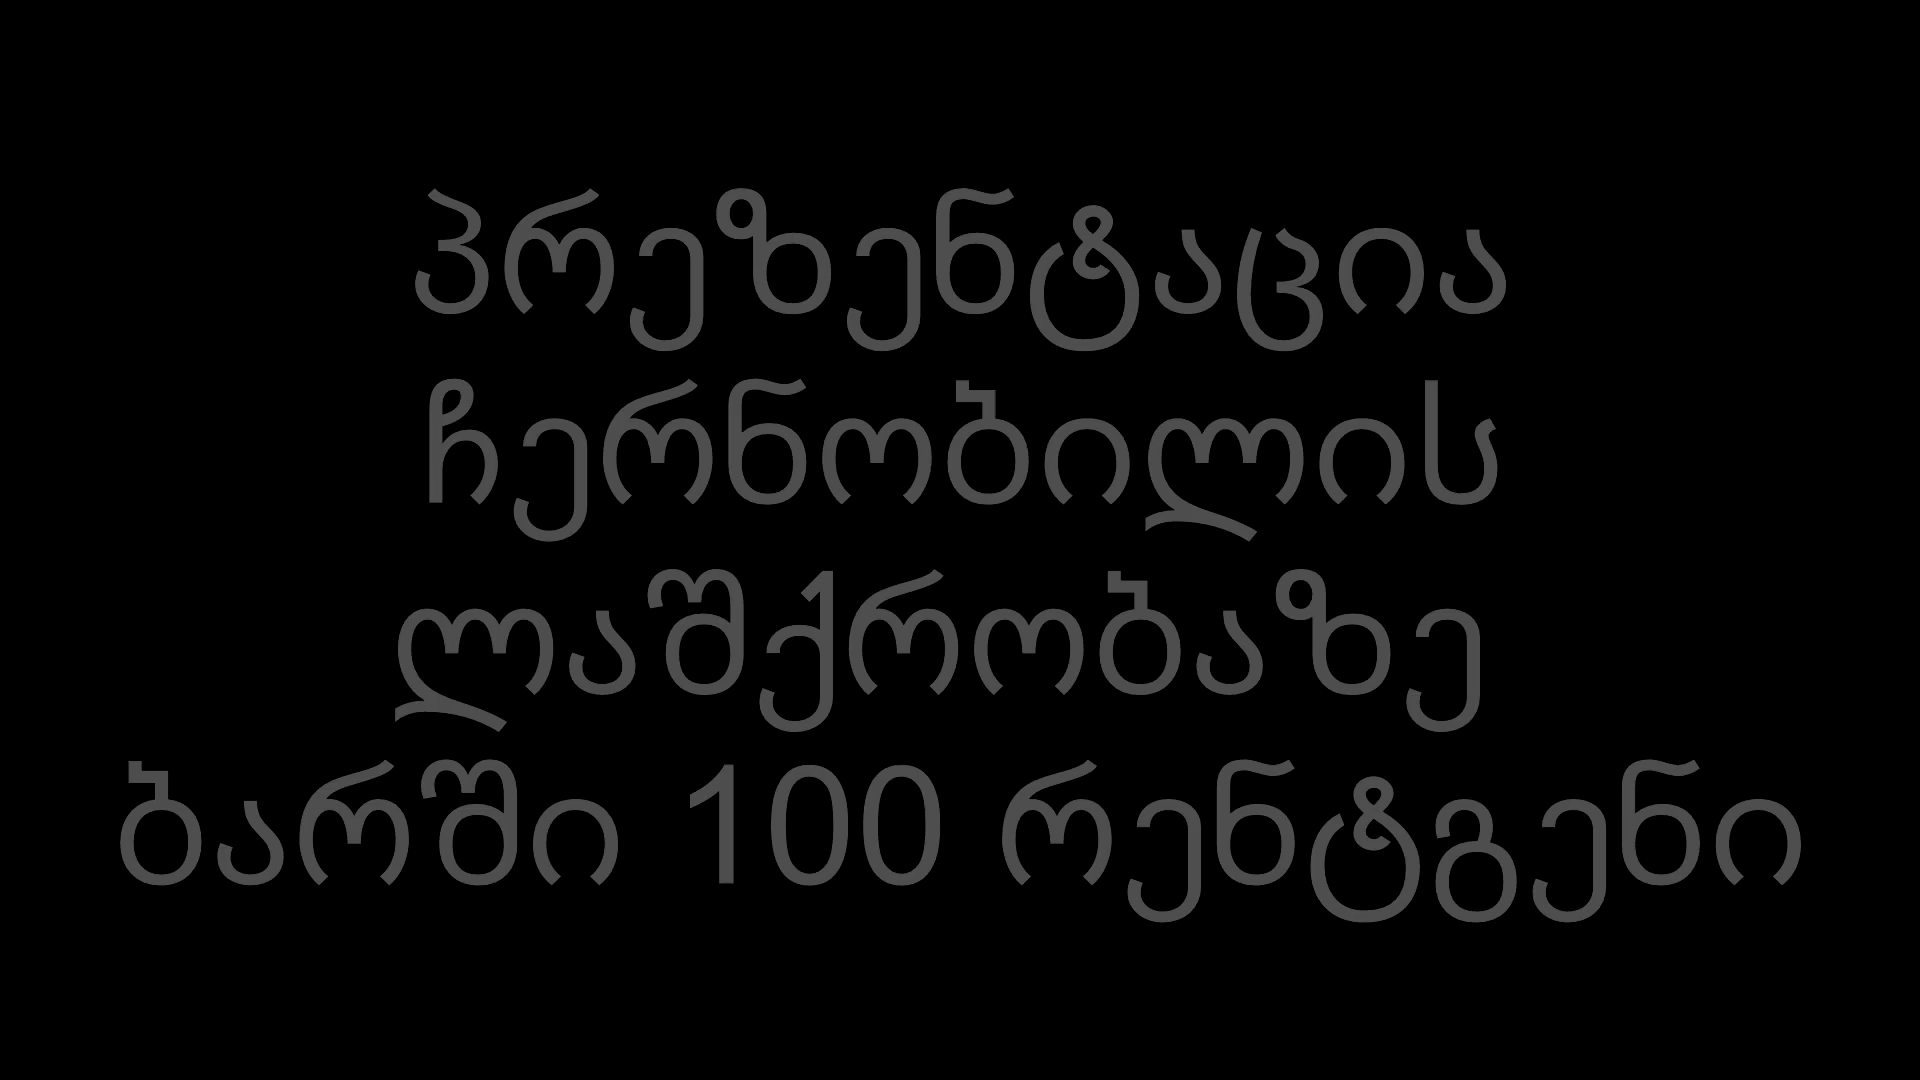 პრეზენტაცია
ჩერნობილის
ლაშქრობაზე
ბარში 100 რენტგენი